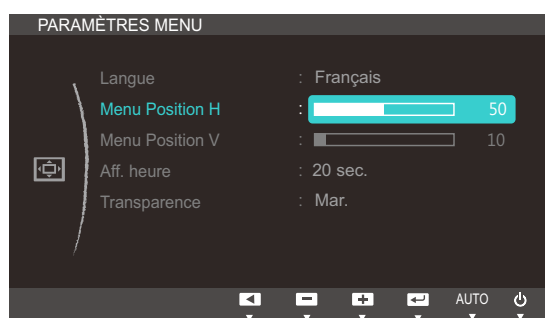 PARAMÈTRES MENU
Langue : Français
Menu Position H : 50
Menu Position V : 10
Aff. heure : 20 sec.
Transparence : Mar.
AUTO